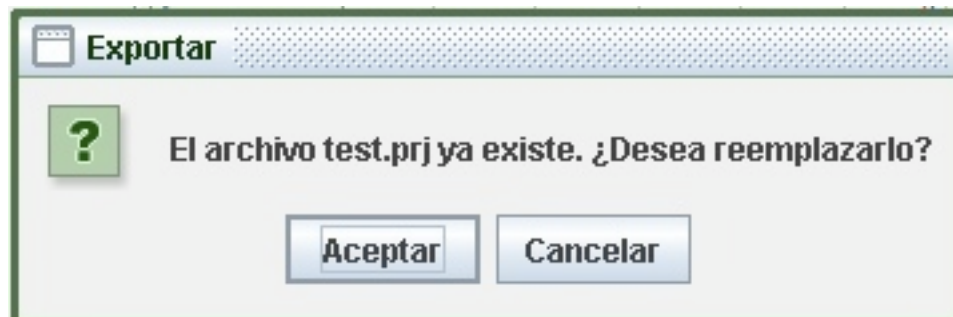 Exportar
?
El archivo test.prj ya existe. ¿Desea reemplazarlo?
Aceptar
Cancelar